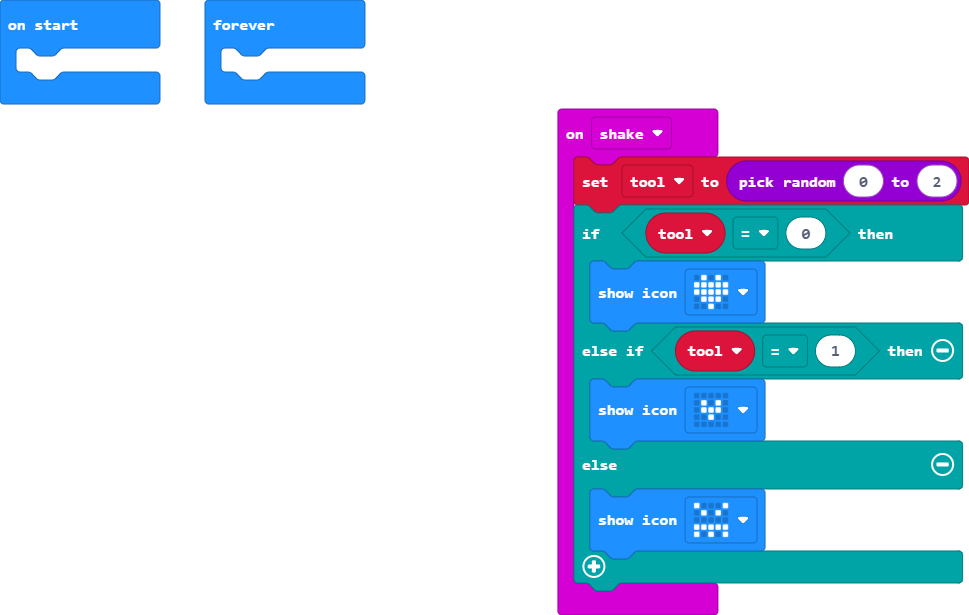 on start
forever
on shake
set tool to pick random 0 to 2
if tool = 0 then
show icon
else if tool = 1 then
show icon
else
show icon